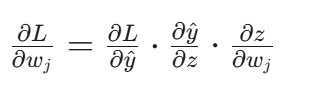 ∂L/∂w_j = ∂L/∂ŷ · ∂ŷ/∂z · ∂z/∂w_j